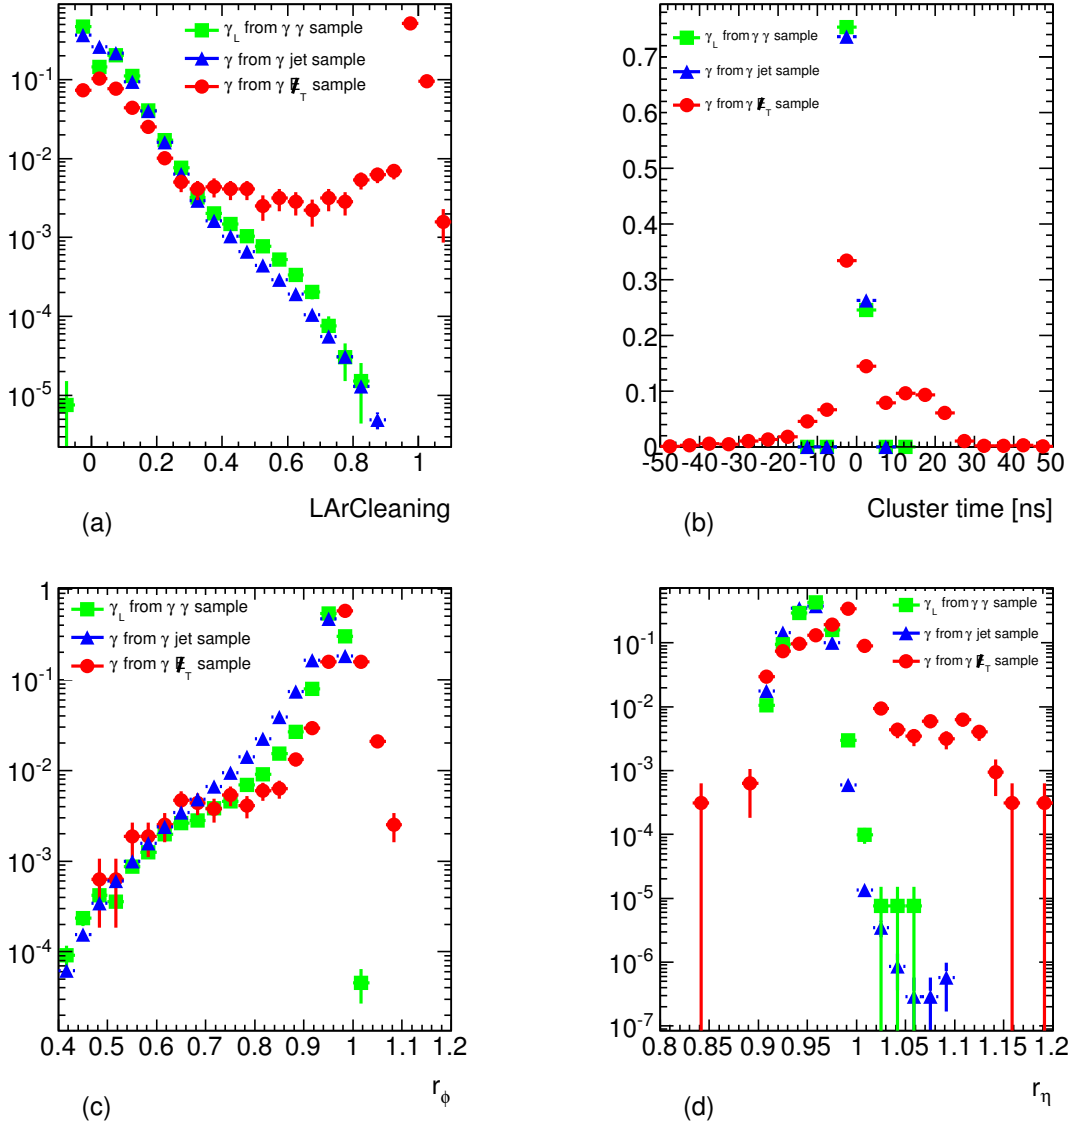 γL from γ γ sample
γ from γ jet sample
γ from γ E̸T sample
10⁻¹
10⁻²
10⁻³
10⁻⁴
10⁻⁵
0 0.2 0.4 0.6 0.8 1
(a) LArCleaning
γL from γ γ sample
γ from γ jet sample
γ from γ E̸T sample
0.7
0.6
0.5
0.4
0.3
0.2
0.1
0
-50 -40 -30 -20 -10 0 10 20 30 40 50
(b) Cluster time [ns]
γL from γ γ sample
γ from γ jet sample
γ from γ E̸T sample
1
10⁻¹
10⁻²
10⁻³
10⁻⁴
0.4 0.5 0.6 0.7 0.8 0.9 1 1.1 1.2
(c) rϕ
γL from γ γ sample
γ from γ jet sample
γ from γ E̸T sample
10⁻¹
10⁻²
10⁻³
10⁻⁴
10⁻⁵
10⁻⁶
10⁻⁷
0.8 0.85 0.9 0.95 1 1.05 1.1 1.15 1.2
(d) rη